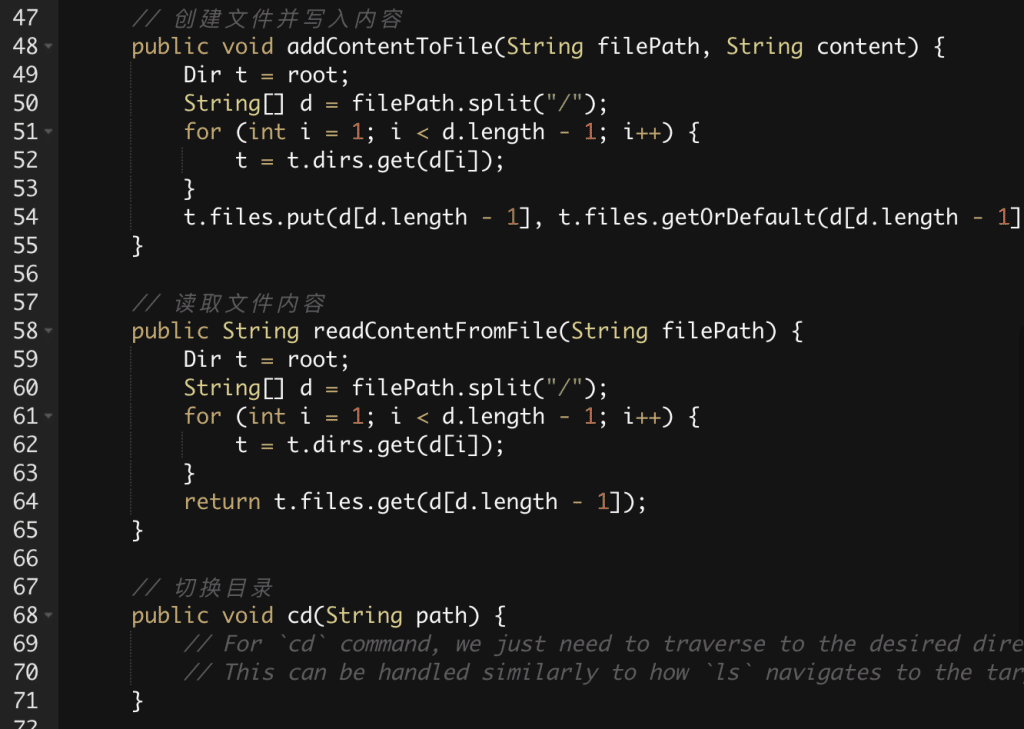 47 // 创建文件并写入内容
48 public void addContentToFile(String filePath, String content) {
49 Dir t = root;
50 String[] d = filePath.split("/");
51 for (int i = 1; i < d.length - 1; i++) {
52 t = t.dirs.get(d[i]);
53 }
54 t.files.put(d[d.length - 1], t.files.getOrDefault(d[d.length - 1]
55 }
56
57 // 读取文件内容
58 public String readContentFromFile(String filePath) {
59 Dir t = root;
60 String[] d = filePath.split("/");
61 for (int i = 1; i < d.length - 1; i++) {
62 t = t.dirs.get(d[i]);
63 }
64 return t.files.get(d[d.length - 1]);
65 }
66
67 // 切换目录
68 public void cd(String path) {
69 // For `cd` command, we just need to traverse to the desired dire
70 // This can be handled similarly to how `ls` navigates to the tar
71 }
72